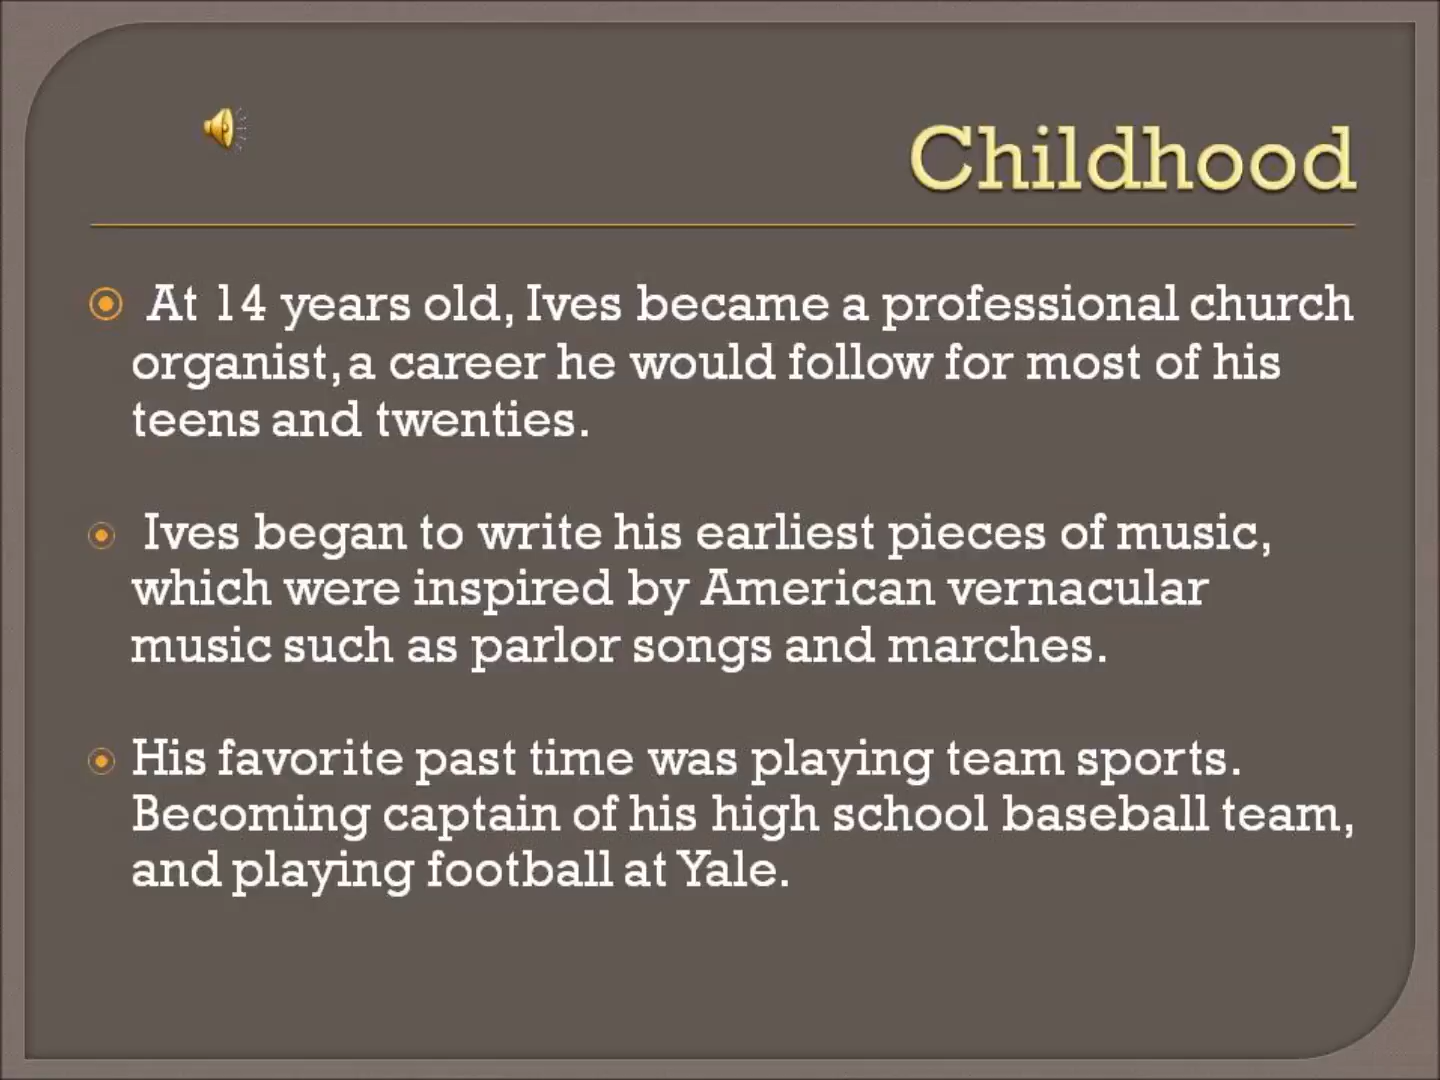 Childhood
At 14 years old, Ives became a professional church
organist, a career he would follow for most of his
teens and twenties.
Ives began to write his earliest pieces of music,
which were inspired by American vernacular
music such as parlor songs and marches.
His favorite past time was playing team sports.
Becoming captain of his high school baseball team,
and playing football at Yale.